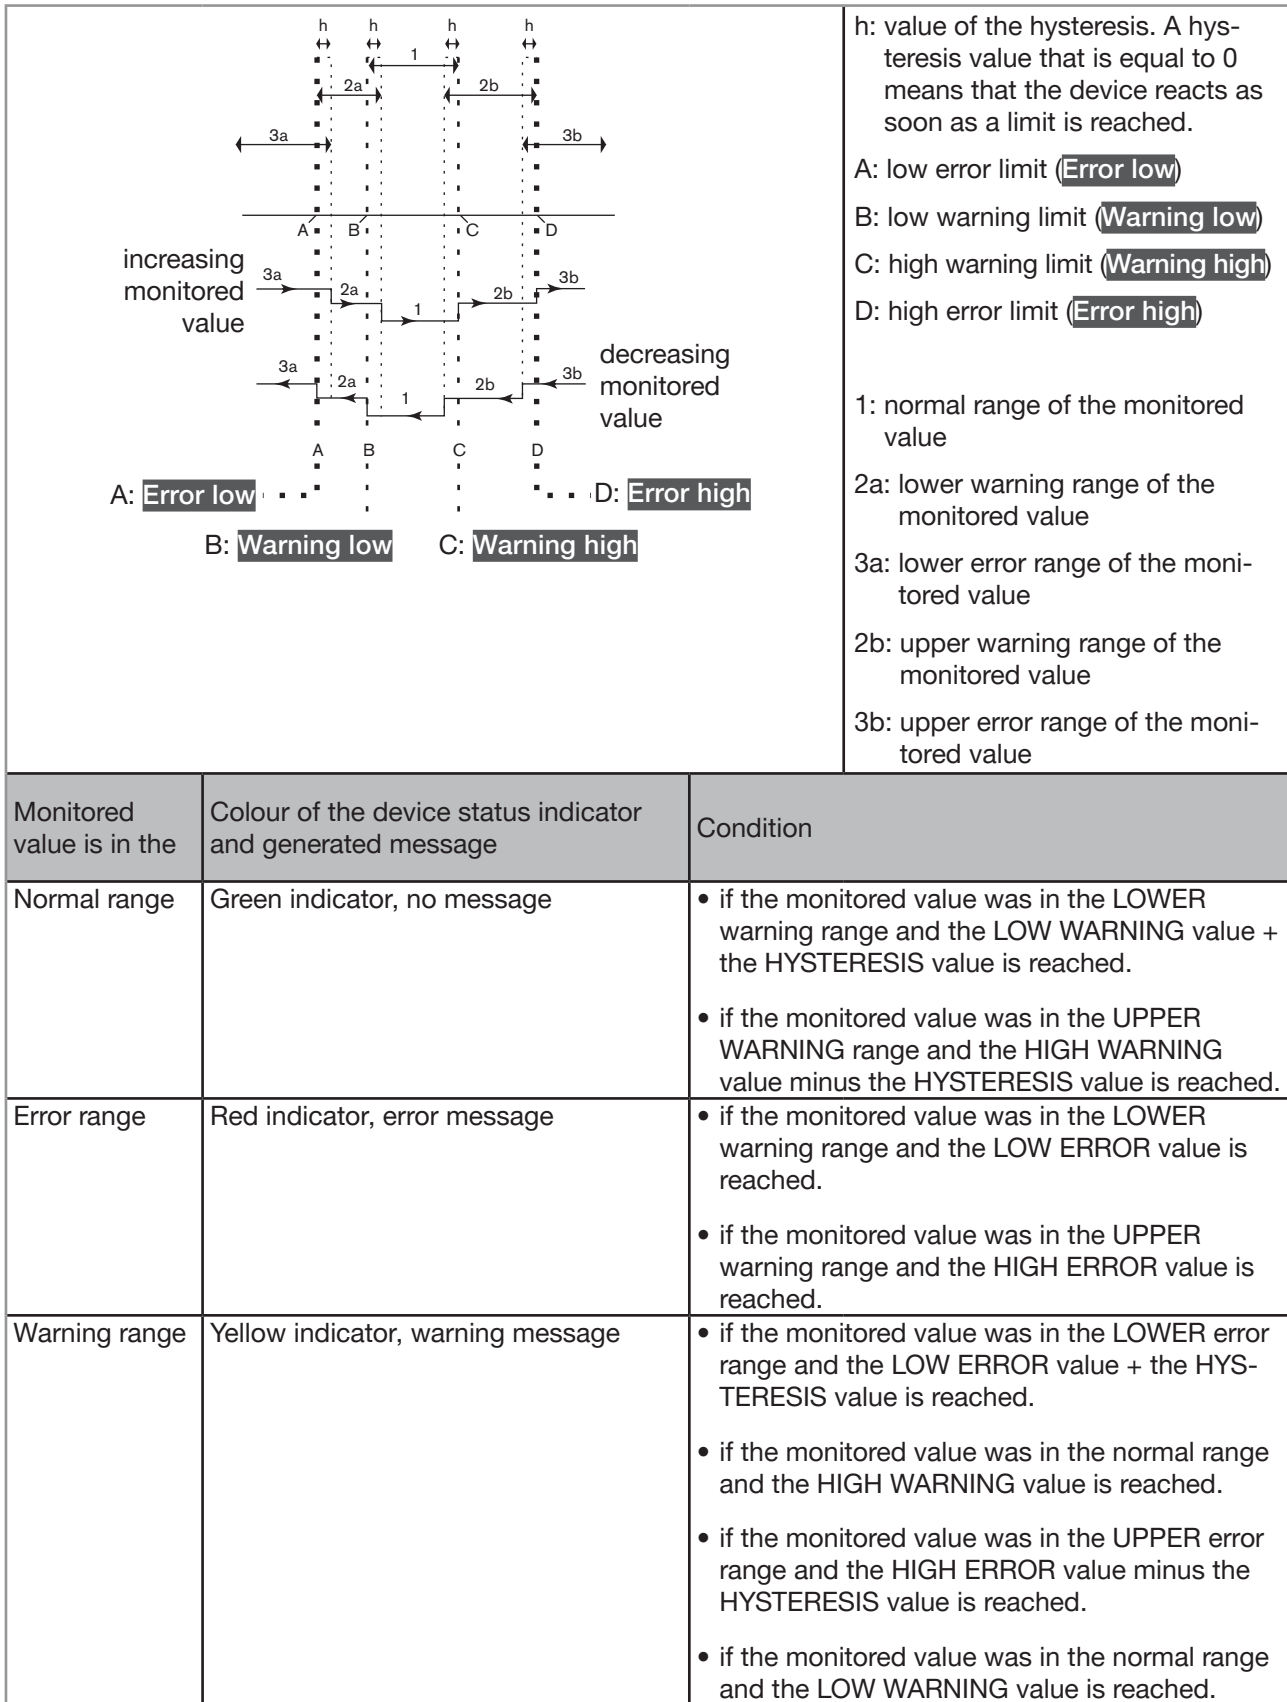 h h h h
1
2a 2b
3a 3b
A B C D
increasing
monitored
value
3a 2a 1 2b 3b
decreasing
monitored
value
3a 2a 1 2b 3b
A B C D
A: Error low D: Error high
B: Warning low C: Warning high
h: value of the hysteresis. A hys-
teresis value that is equal to 0
means that the device reacts as
soon as a limit is reached.
A: low error limit (Error low)
B: low warning limit (Warning low)
C: high warning limit (Warning high)
D: high error limit (Error high)
1: normal range of the monitored
value
2a: lower warning range of the
monitored value
3a: lower error range of the moni-
tored value
2b: upper warning range of the
monitored value
3b: upper error range of the moni-
tored value
Monitored
value is in the
Colour of the device status indicator
and generated message
Condition
Normal range
Green indicator, no message
• if the monitored value was in the LOWER
warning range and the LOW WARNING value +
the HYSTERESIS value is reached.
• if the monitored value was in the UPPER
WARNING range and the HIGH WARNING
value minus the HYSTERESIS value is reached.
Error range
Red indicator, error message
• if the monitored value was in the LOWER
warning range and the LOW ERROR value is
reached.
• if the monitored value was in the UPPER
warning range and the HIGH ERROR value is
reached.
Warning range
Yellow indicator, warning message
• if the monitored value was in the LOWER error
range and the LOW ERROR value + the HYS-
TERESIS value is reached.
• if the monitored value was in the normal range
and the HIGH WARNING value is reached.
• if the monitored value was in the UPPER error
range and the HIGH ERROR value minus the
HYSTERESIS value is reached.
• if the monitored value was in the normal range
and the LOW WARNING value is reached.